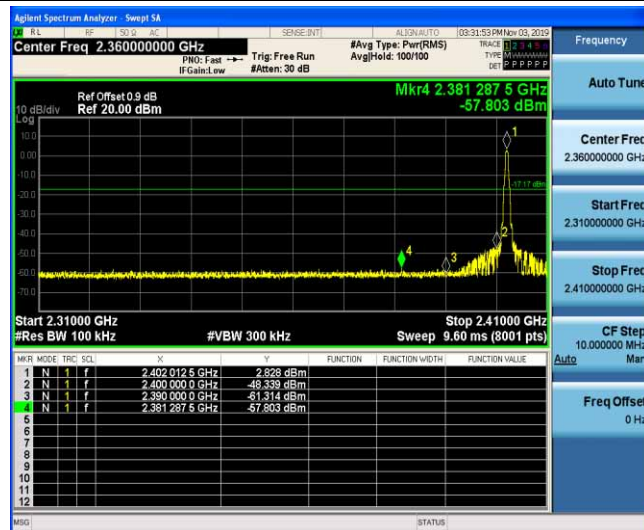 Agilent Spectrum Analyzer - Swept SA
RL RF 50 Ω AC SENSE:INT ALIGNAUTO 03:31:53 PM Nov 03, 2019
Center Freq 2.360000000 GHz
PNO: Fast
IFGain:Low
Trig: Free Run
#Atten: 30 dB
#Avg Type: Pwr(RMS)
Avg|Hold: 100/100
TRACE 1 2 3 4 5 6
TYPE M
DET P P P P P P
Mkr4 2.381 287 5 GHz
-57.803 dBm
Ref Offset 0.9 dB
Ref 20.00 dBm
10 dB/div
Log
10.0
0.00
-10.0
-20.0
-30.0
-40.0
-50.0
-60.0
-70.0
-17.17 dBm
1
2
3
4
Start 2.31000 GHz
Stop 2.41000 GHz
#Res BW 100 kHz
#VBW 300 kHz
Sweep 9.60 ms (8001 pts)
MKR MODE TRC SCL X Y FUNCTION FUNCTION WIDTH FUNCTION VALUE
1 N 1 f 2.402 012 5 GHz 2.828 dBm
2 N 1 f 2.400 000 0 GHz -48.339 dBm
3 N 1 f 2.390 000 0 GHz -61.314 dBm
4 N 1 f 2.381 287 5 GHz -57.803 dBm
5
6
7
8
9
10
11
12
MSG STATUS
Frequency
Auto Tune
Center Freq
2.360000000 GHz
Start Freq
2.310000000 GHz
Stop Freq
2.410000000 GHz
CF Step
10.000000 MHz
Auto Man
Freq Offset
0 Hz